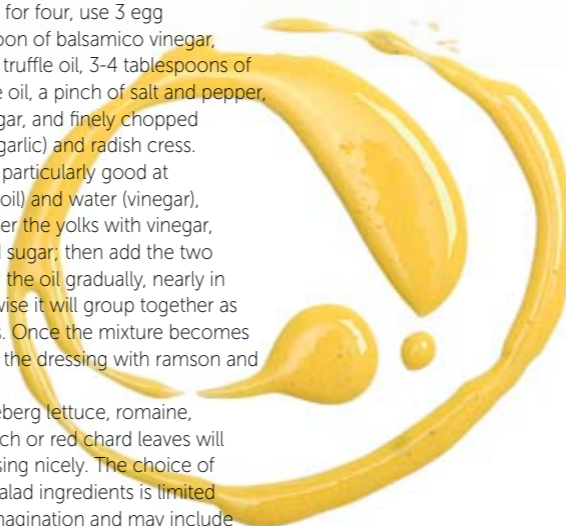 for four, use 3 egg
oon of balsamico vinegar,
truffle oil, 3-4 tablespoons of
e oil, a pinch of salt and pepper,
gar, and finely chopped
garlic) and radish cress.
particularly good at
oil) and water (vinegar),
er the yolks with vinegar,
d sugar; then add the two
the oil gradually, nearly in
wise it will group together as
s. Once the mixture becomes
the dressing with ramson and
eberg lettuce, romaine,
ch or red chard leaves will
sing nicely. The choice of
alad ingredients is limited
magination and may include